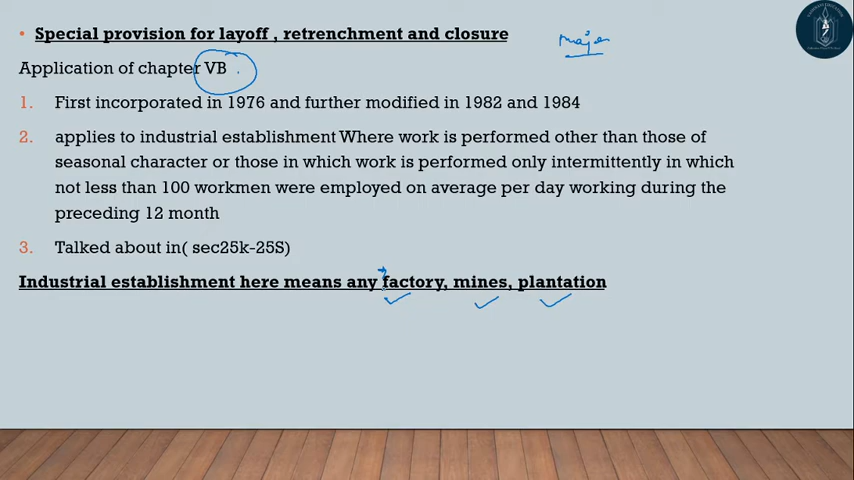 • Special provision for layoff , retrenchment and closure
major
Application of chapter VB .
1. First incorporated in 1976 and further modified in 1982 and 1984
2. applies to industrial establishment Where work is performed other than those of
seasonal character or those in which work is performed only intermittently in which
not less than 100 workmen were employed on average per day working during the
preceding 12 month
3. Talked about in( sec25k-25S)
Industrial establishment here means any factory, mines, plantation